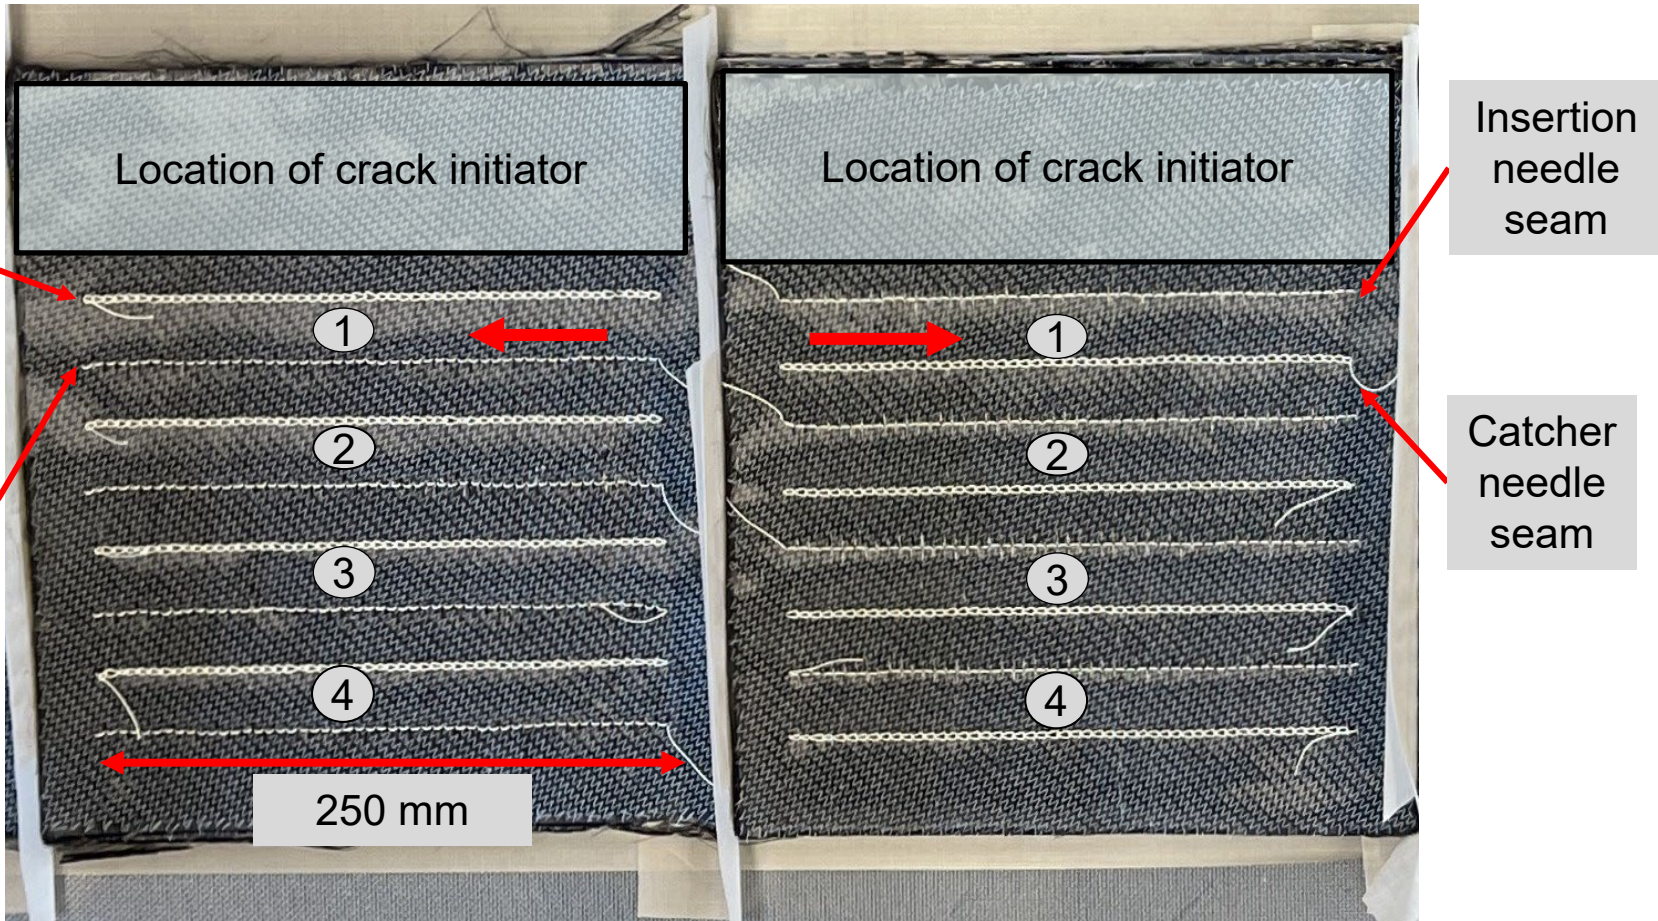 Location of crack initiator
1
2
3
4
250 mm
Location of crack initiator
1
2
3
4
Insertion
needle
seam
Catcher
needle
seam